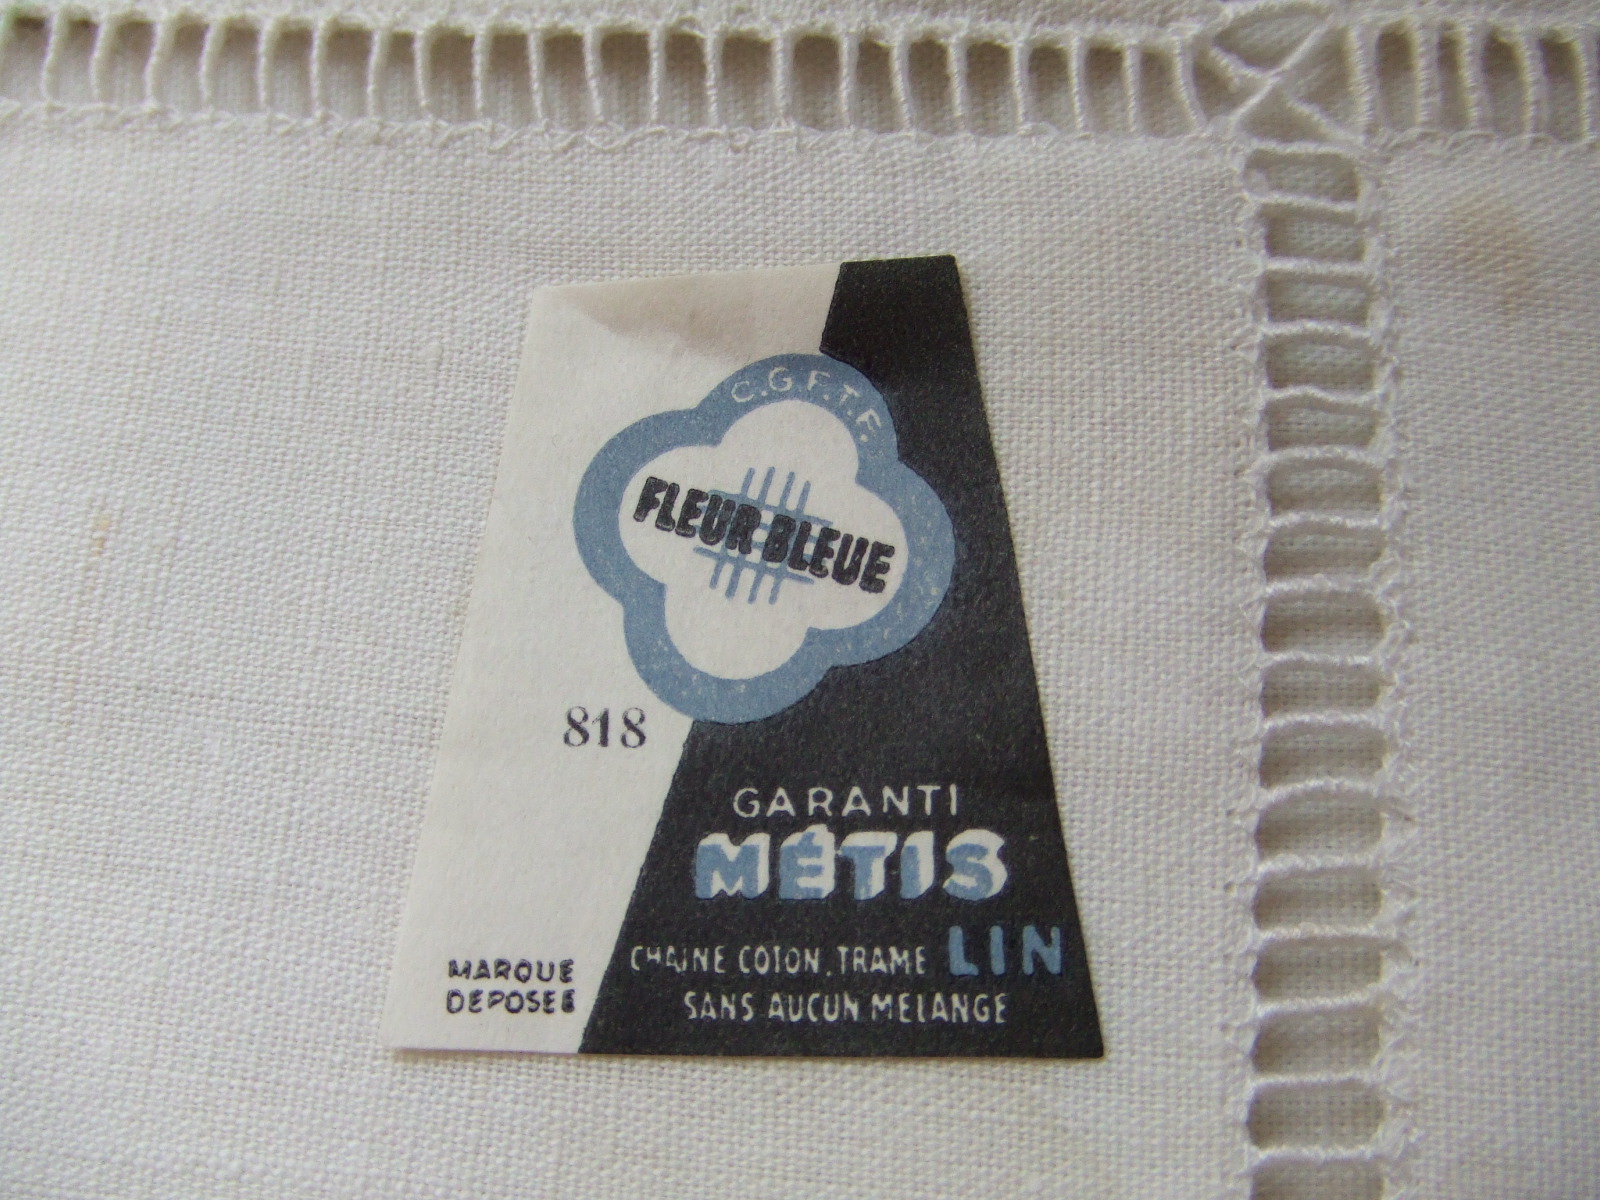 C.G.F.T.F.
FLEUR BLEUE
818
GARANTI
MÉTIS
CHAINE COTON.TRAME LIN
SANS AUCUN MELANGE
MARQUE
DEPOSEE